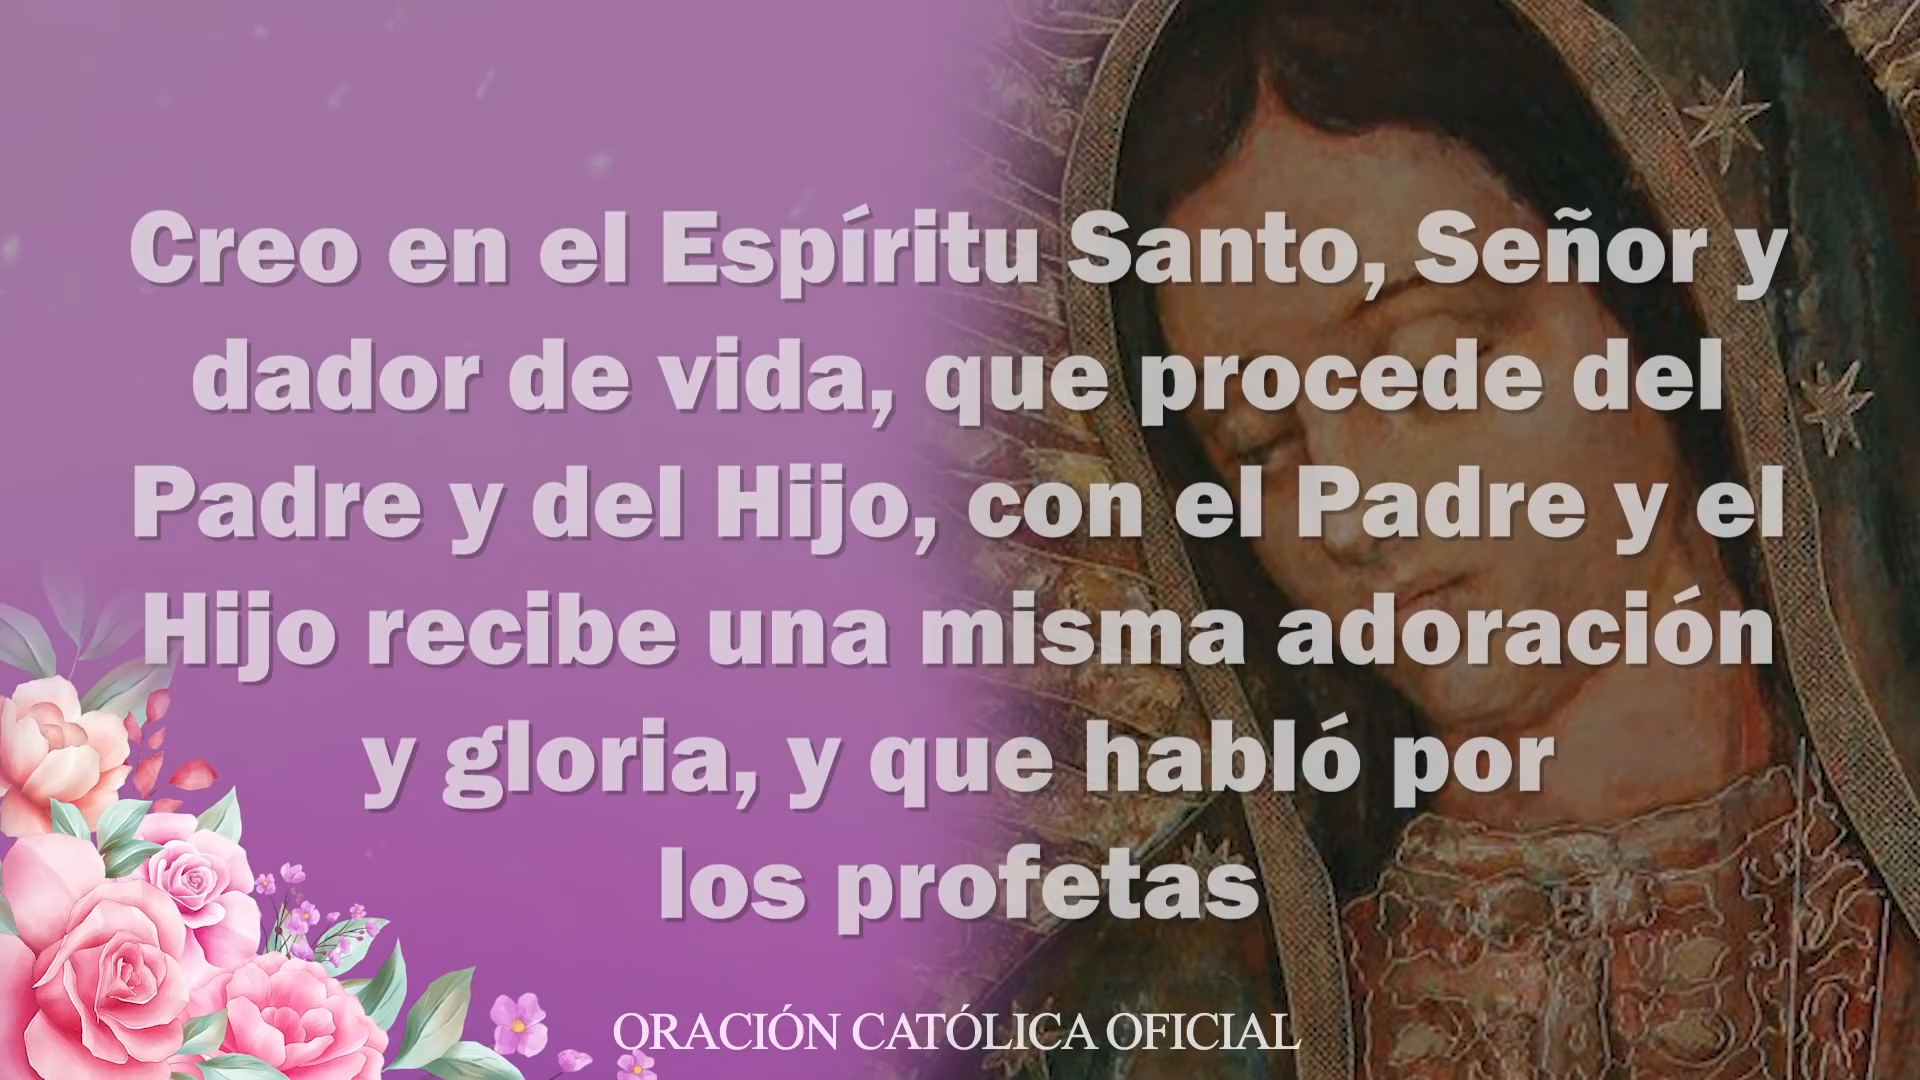 Creo en el Espíritu Santo, Señor y
dador de vida, que procede del
Padre y del Hijo, con el Padre y el
Hijo recibe una misma adoración
y gloria, y que habló por
los profetas
ORACIÓN CATÓLICA OFICIAL